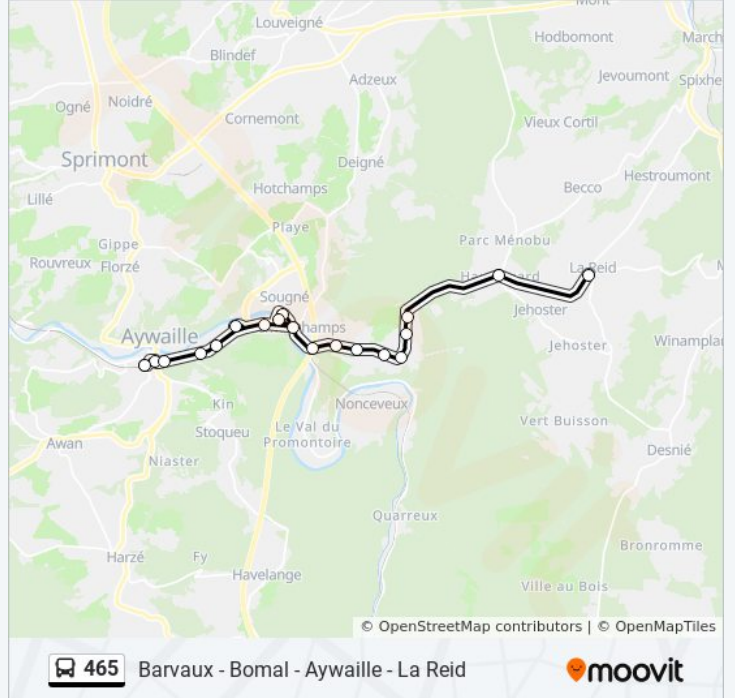 Mont
Louveigné
Hodbomont
March
Blindef
Jevoumont
Spixhe
Adzeux
Ogné
Noidré
Cornemont
Vieux Cortil
Sprimont
Deigné
Hestroumont
Hotchamps
Becco
Lillé
Playe
Parc Ménobu
Gippe
Rouvreux
Florzé
La Reid
Sougné
Jehoster
Aywaille
champs
Jehoster
Winamplan
Kin
Nonceveux
Stoqueu
Le Val du
Promontoire
Vert Buisson
Awan
Niaster
Desnié
Quarreux
Harzé
Fy
Bronromme
Havelange
Ville au Bois
© OpenStreetMap contributors | © OpenMapTiles
465 Barvaux - Bomal - Aywaille - La Reid
moovit